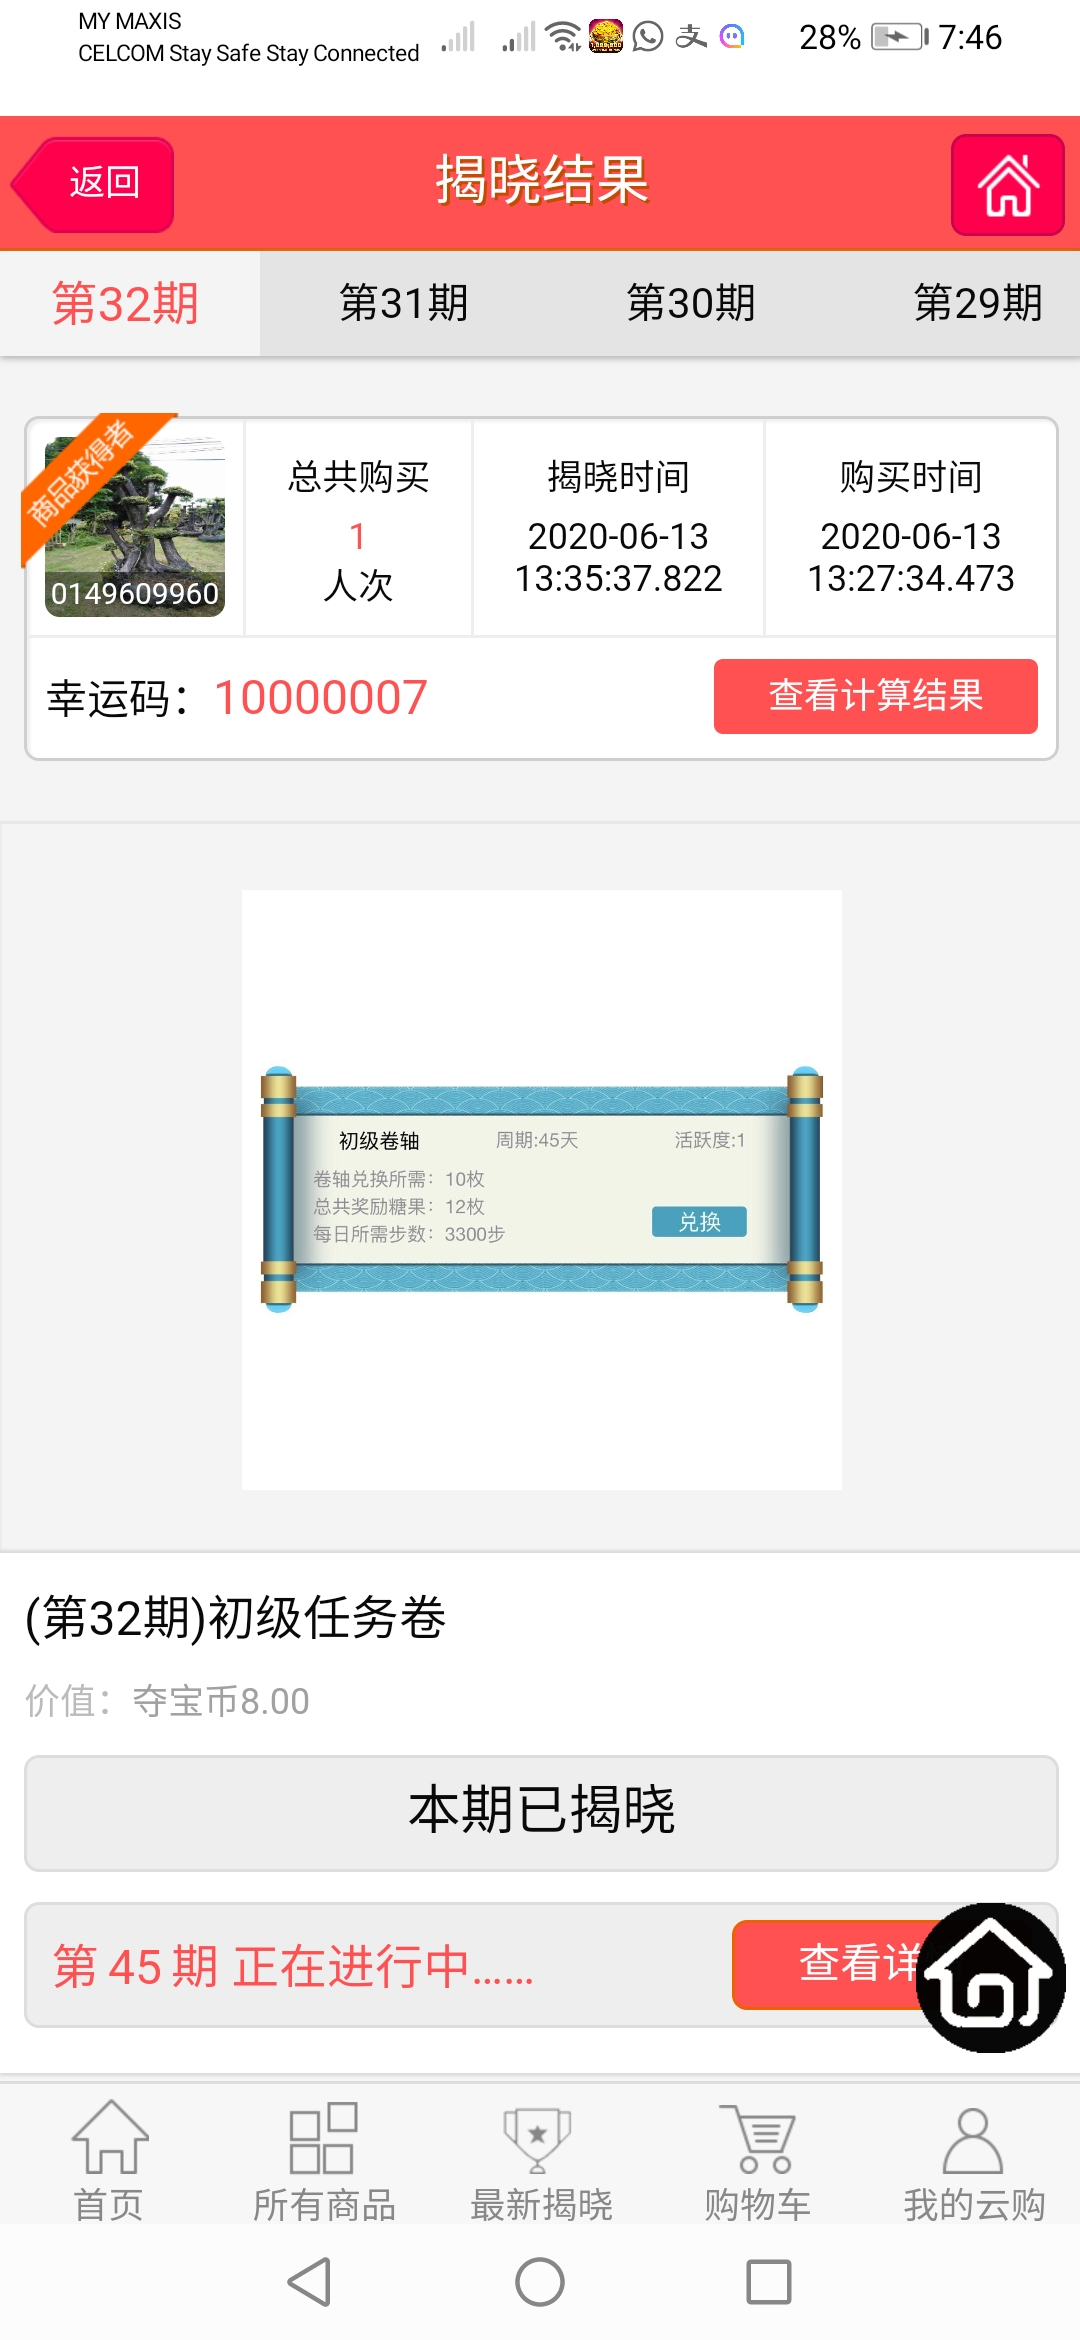 MY MAXIS
CELCOM Stay Safe Stay Connected
28%
7:46
返回
揭晓结果
第32期
第31期
第30期
第29期
商品获得者
0149609960
总共购买
1
人次
揭晓时间
2020-06-13
13:35:37.822
购买时间
2020-06-13
13:27:34.473
幸运码：10000007
查看计算结果
初级卷轴
周期:45天
活跃度:1
卷轴兑换所需：10枚
总共奖励糖果：12枚
每日所需步数：3300步
兑换
(第32期)初级任务卷
价值：夺宝币8.00
本期已揭晓
第 45 期 正在进行中......
查看详
首页
所有商品
最新揭晓
购物车
我的云购